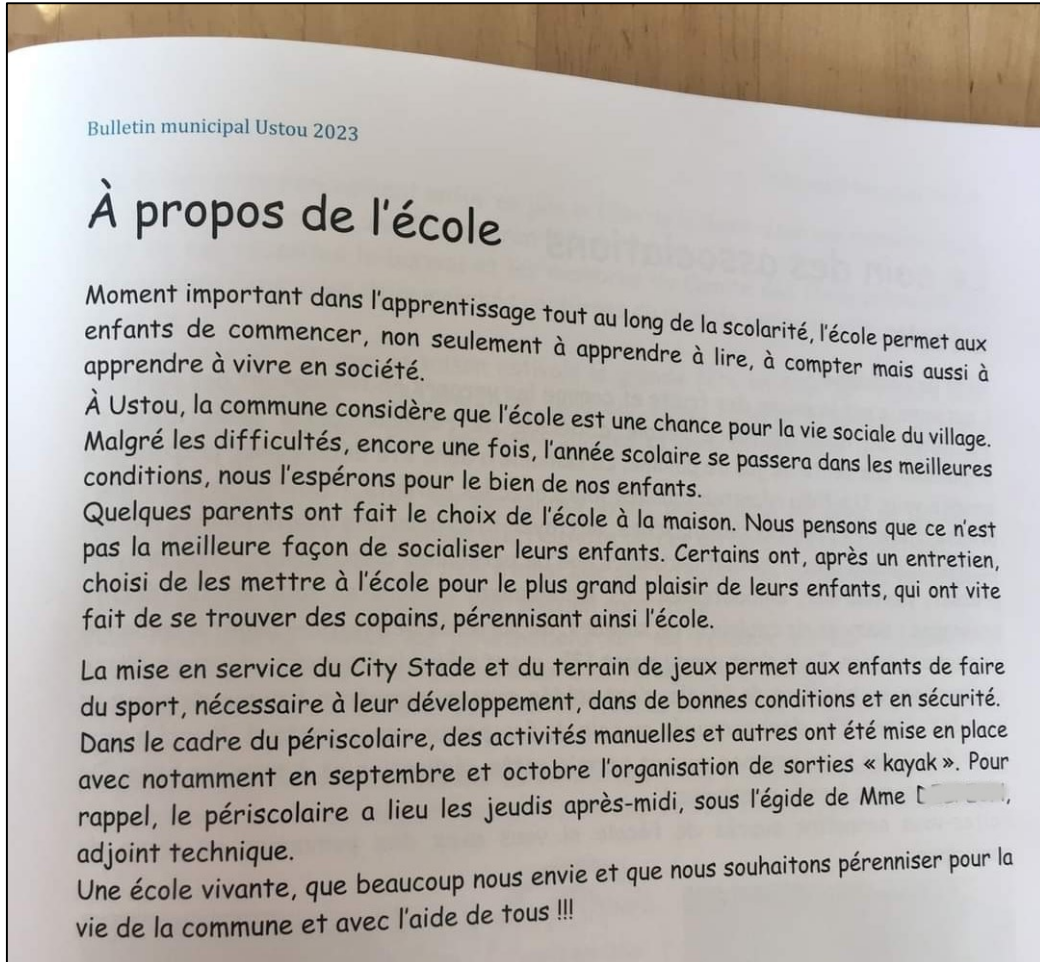 Bulletin municipal Ustou 2023
À propos de l'école
Moment important dans l'apprentissage tout au long de la scolarité, l'école permet aux
enfants de commencer, non seulement à apprendre à lire, à compter mais aussi à
apprendre à vivre en société.
À Ustou, la commune considère que l'école est une chance pour la vie sociale du village.
Malgré les difficultés, encore une fois, l'année scolaire se passera dans les meilleures
conditions, nous l'espérons pour le bien de nos enfants.
Quelques parents ont fait le choix de l'école à la maison. Nous pensons que ce n'est
pas la meilleure façon de socialiser leurs enfants. Certains ont, après un entretien,
choisi de les mettre à l'école pour le plus grand plaisir de leurs enfants, qui ont vite
fait de se trouver des copains, pérennisant ainsi l'école.
La mise en service du City Stade et du terrain de jeux permet aux enfants de faire
du sport, nécessaire à leur développement, dans de bonnes conditions et en sécurité.
Dans le cadre du périscolaire, des activités manuelles et autres ont été mise en place
avec notamment en septembre et octobre l'organisation de sorties « kayak ». Pour
rappel, le périscolaire a lieu les jeudis après-midi, sous l'égide de Mme
adjoint technique.
Une école vivante, que beaucoup nous envie et que nous souhaitons pérenniser pour la
vie de la commune et avec l'aide de tous !!!